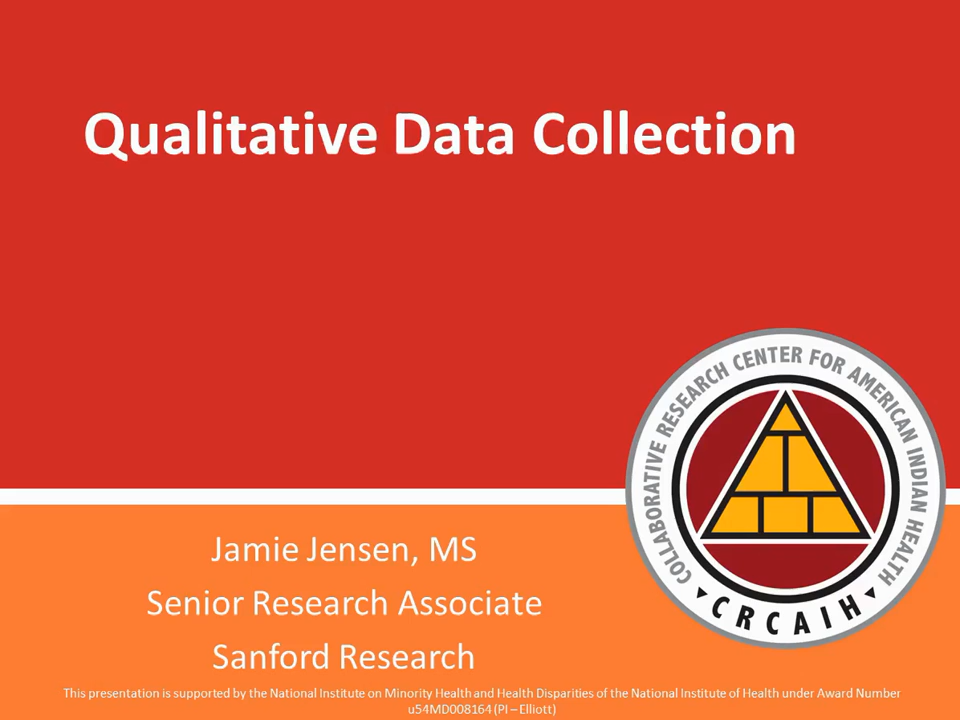 Qualitative Data Collection
COLLABORATIVE RESEARCH CENTER FOR AMERICAN INDIAN HEALTH
CRCAIH
Jamie Jensen, MS
Senior Research Associate
Sanford Research
This presentation is supported by the National Institute on Minority Health and Health Disparities of the National Institute of Health under Award Number
u54MD008164 (PI – Elliott)